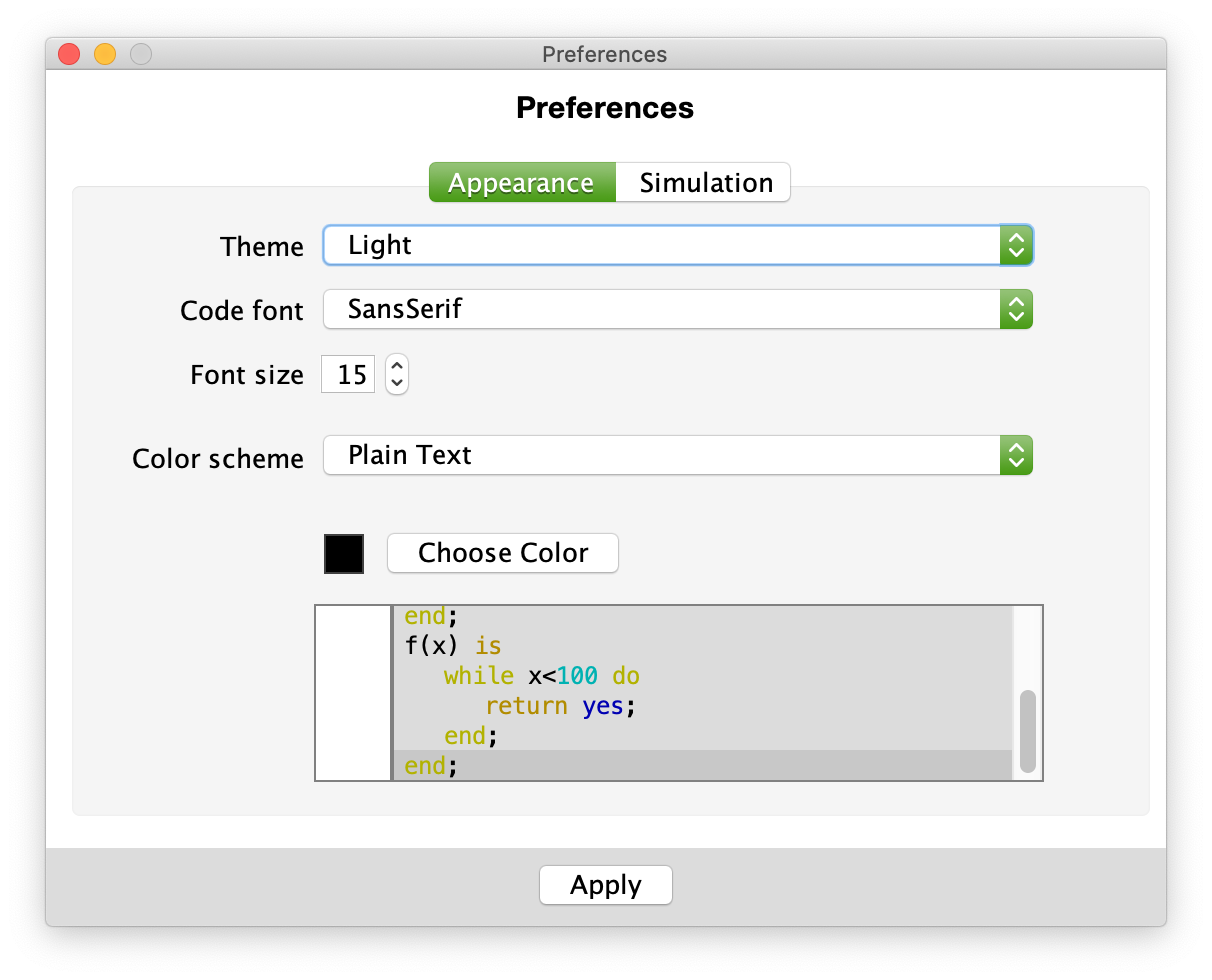 Preferences
Preferences
Appearance Simulation
Theme Light
Code font SansSerif
Font size 15
Color scheme Plain Text
Choose Color
end;
f(x) is
while x<100 do
return yes;
end;
end;
Apply